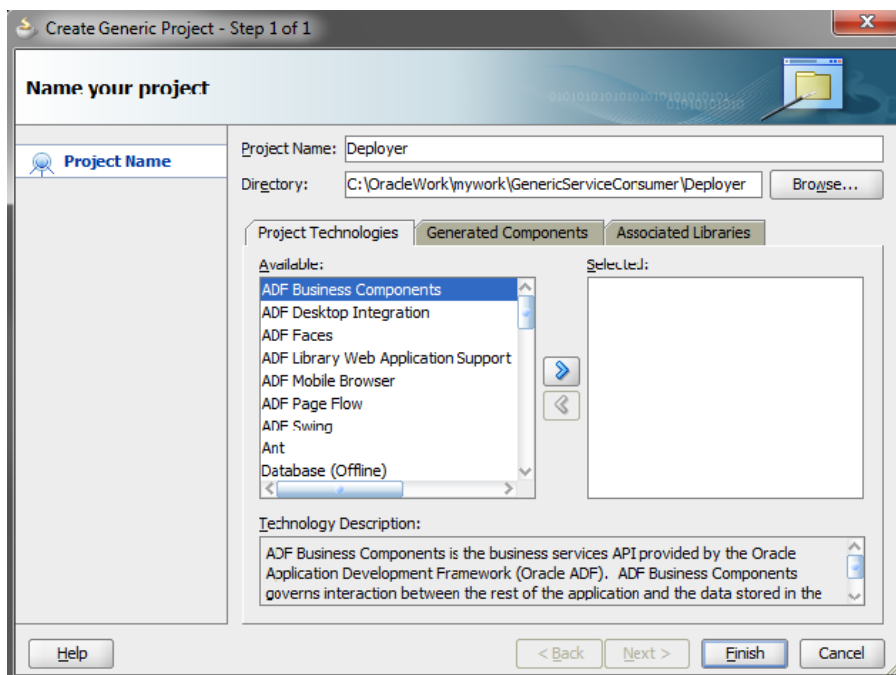 Create Generic Project - Step 1 of 1
Name your project
Project Name
Project Name: Deployer
Directory: C:\OracleWork\mywork\GenericServiceConsumer\Deployer Browse...
Project Technologies Generated Components Associated Libraries
Available: Selected:
ADF Business Components
ADF Desktop Integration
ADF Faces
ADF Library Web Application Support
ADF Mobile Browser
ADF Page Flow
ADF Swing
Ant
Database (Offline)
Technology Description:
ADF Business Components is the business services API provided by the Oracle
Application Development Framework (Oracle ADF). ADF Business Components
governs interaction between the rest of the application and the data stored in the
Help < Back Next > Finish Cancel